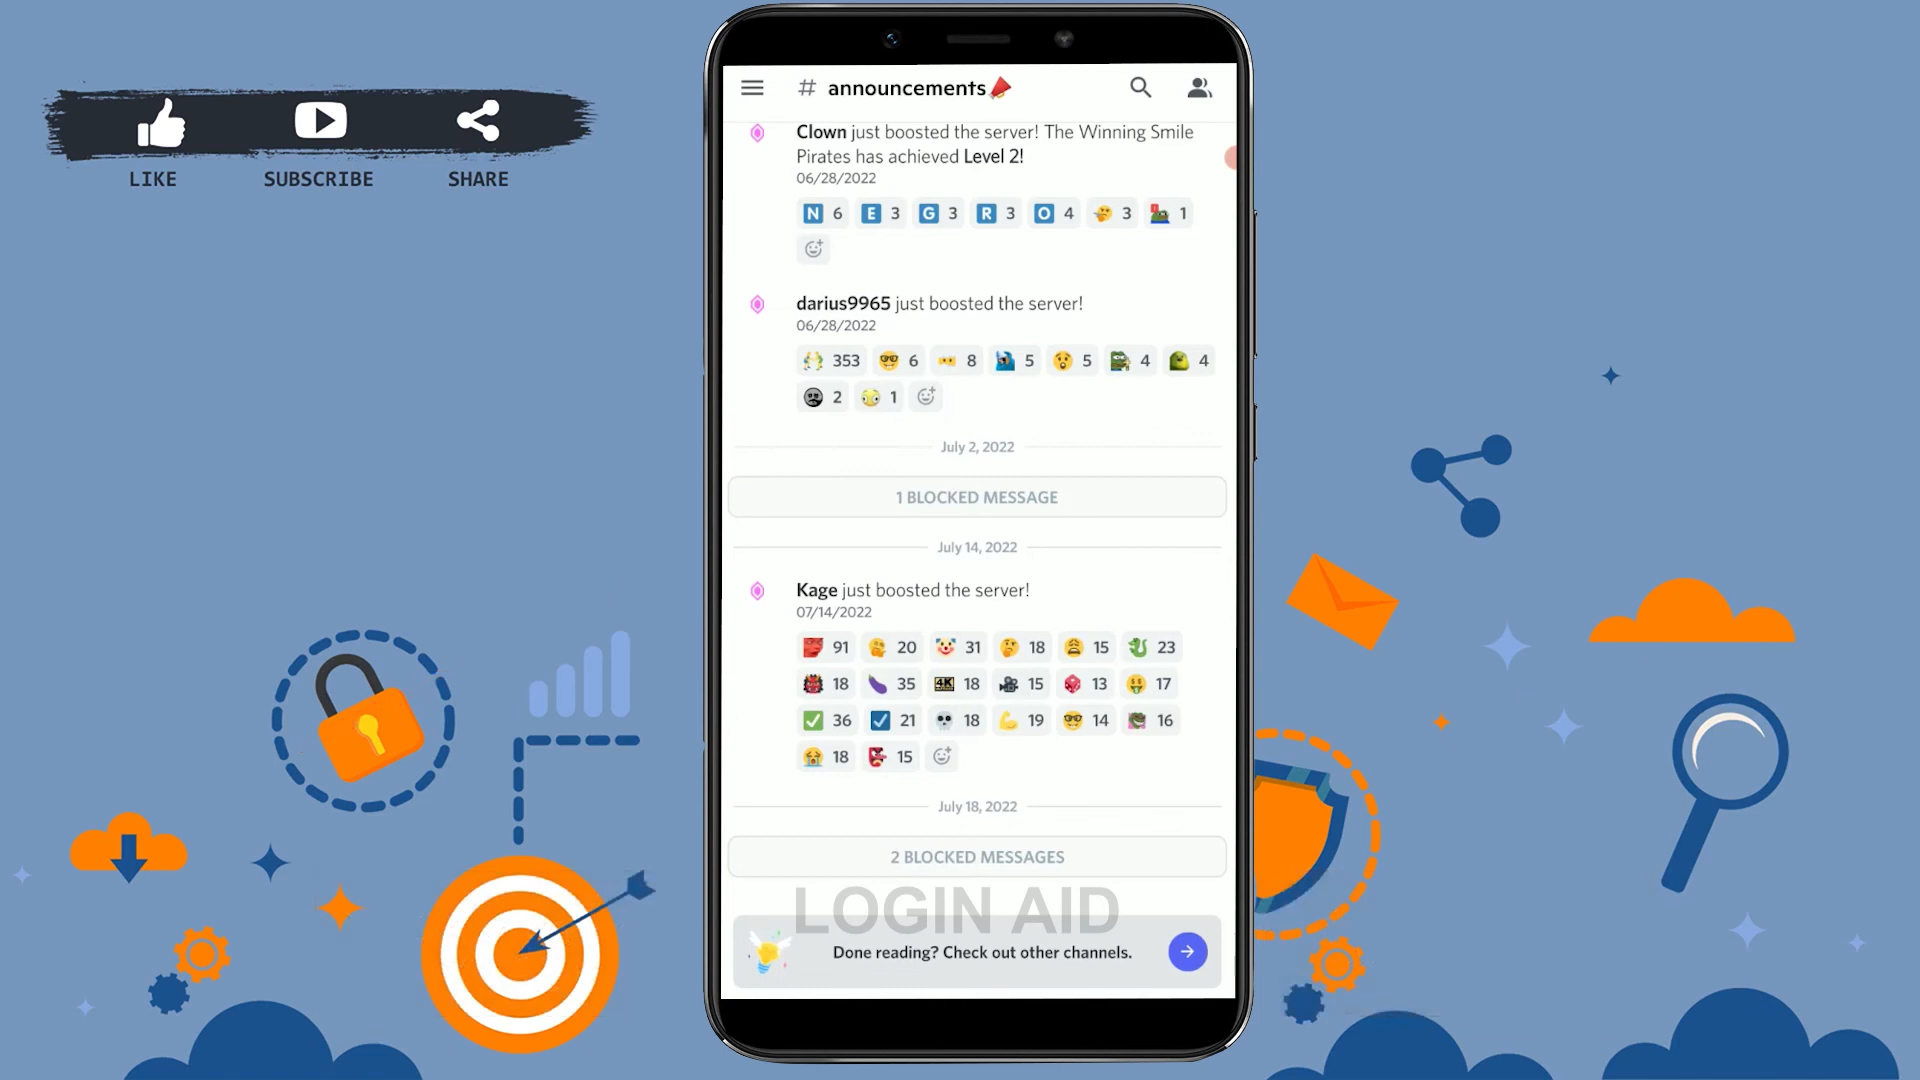 LIKE SUBSCRIBE SHARE
# announcements
Clown just boosted the server! The Winning Smile
Pirates has achieved Level 2!
06/28/2022
N 6 E 3 G 3 R 3 O 4 3 1
darius9965 just boosted the server!
06/28/2022
353 6 8 5 5 4 4
2 1
July 2, 2022
1 BLOCKED MESSAGE
July 14, 2022
Kage just boosted the server!
07/14/2022
91 20 31 18 15 23
18 35 4K 18 15 13 17
36 21 18 19 14 16
18 15
July 18, 2022
2 BLOCKED MESSAGES
LOGIN AID
Done reading? Check out other channels.